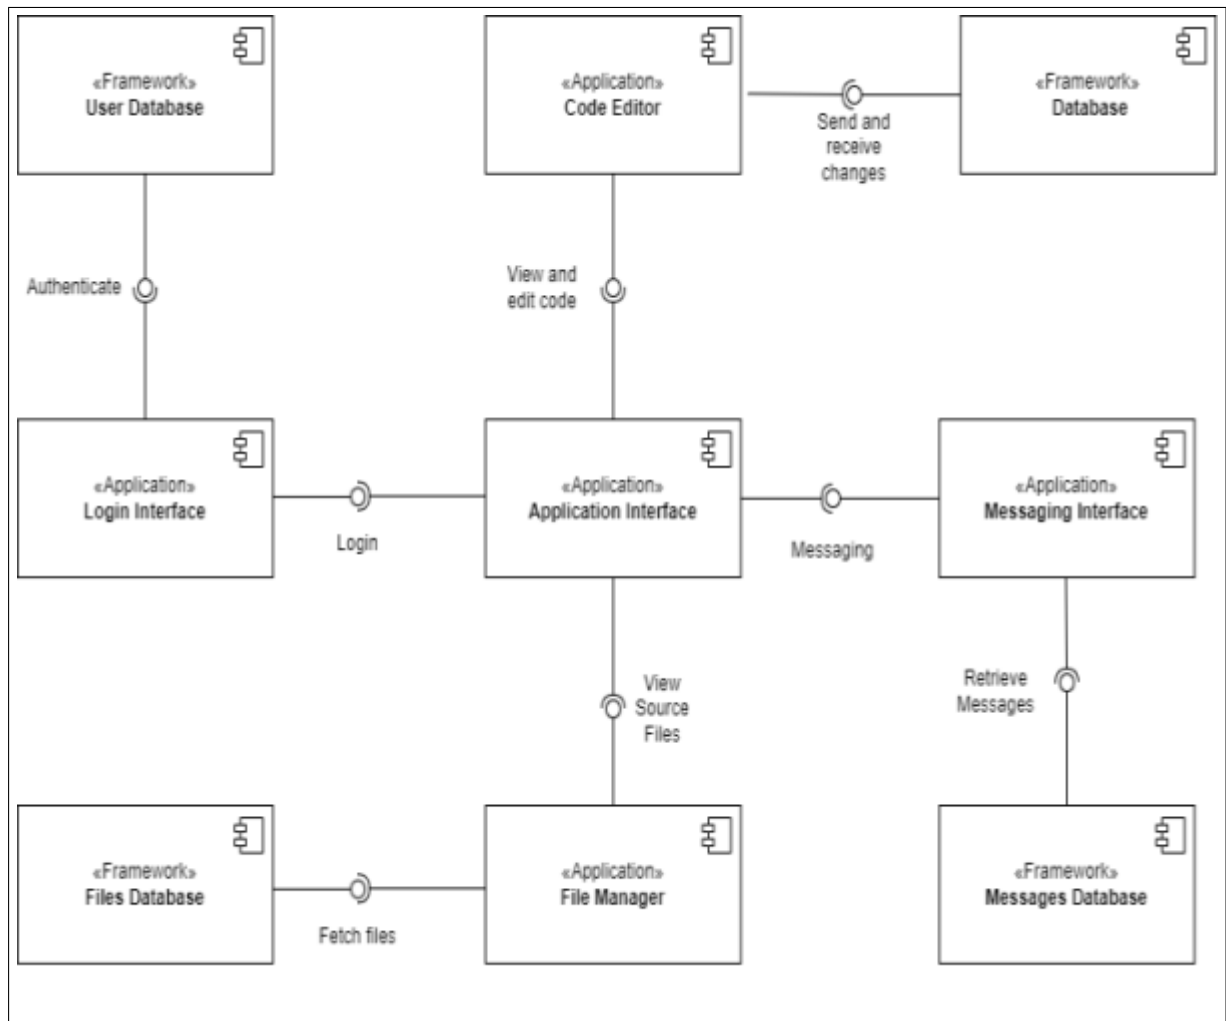 «Framework»
User Database
«Application»
Code Editor
«Framework»
Database
Send and
receive
changes
Authenticate
View and
edit code
«Application»
Login Interface
«Application»
Application Interface
«Application»
Messaging Interface
Login
Messaging
View
Source
Files
Retrieve
Messages
«Framework»
Files Database
«Application»
File Manager
«Framework»
Messages Database
Fetch files